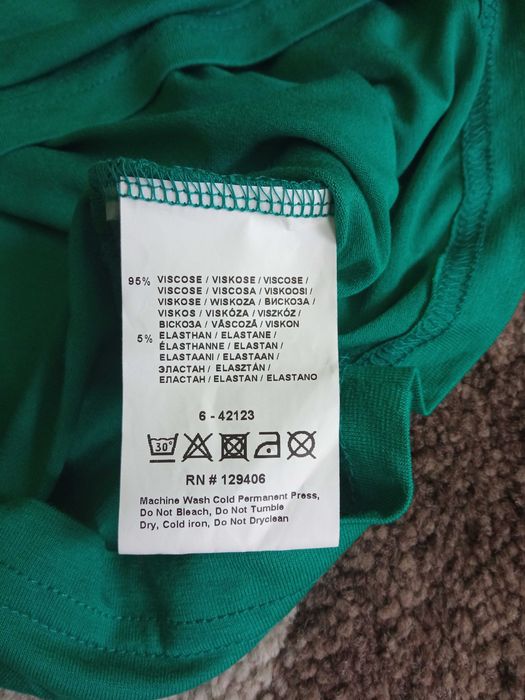 95% VISCOSE / VISKOSE / VISCOSE /
VISCOSE / VISCOSA / VISKOOSI /
VISKOSE / WISKOZA / ВИСКОЗА /
VISKOS / VISKÓZA / VISZKÓZ /
ВІСКОЗА / VÂSCOZĂ / VISKON
5% ELASTHAN / ELASTANE /
ÉLASTHANNE / ELASTAN /
ELASTAANI / ELASTAAN /
ЭЛАСТАН / ELASZTÁN /
ЕЛАСТАН / ELASTAN / ELASTANO
6 - 42123
30°
RN # 129406
Machine Wash Cold Permanent Press,
Do Not Bleach, Do Not Tumble
Dry, Cold iron, Do Not Dryclean